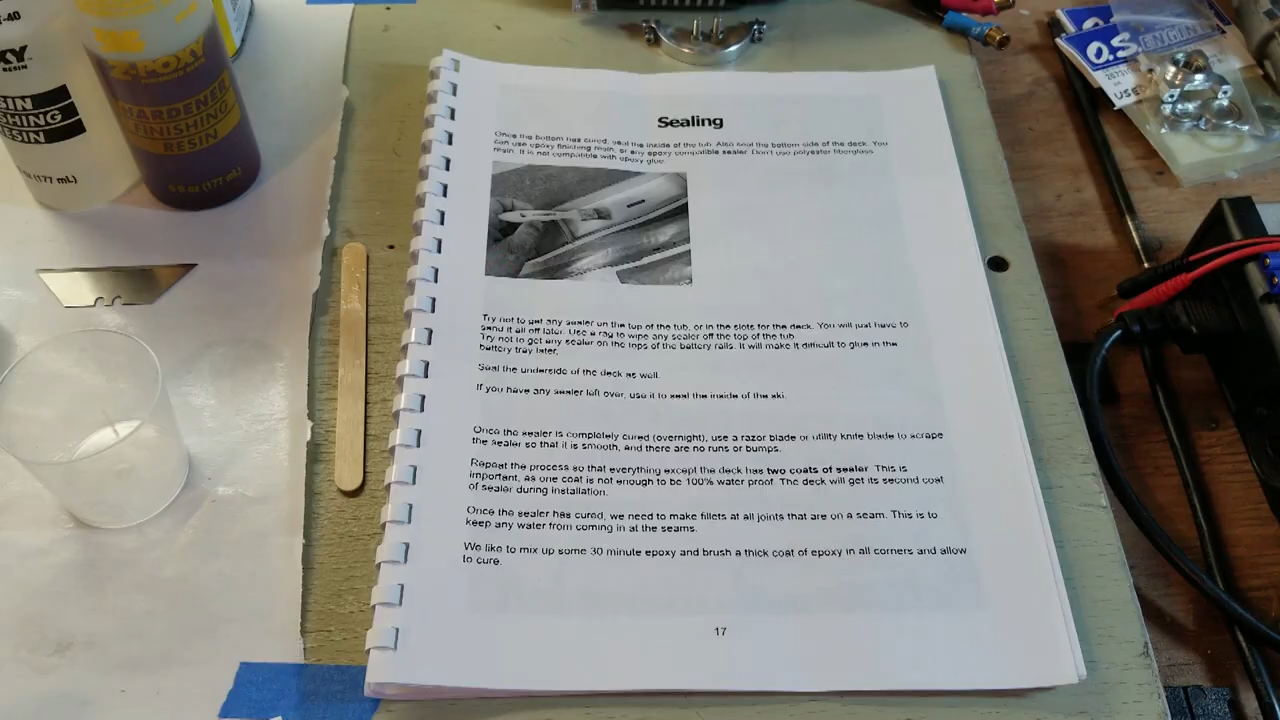 -40
XY™
RESIN
SIN
SHING
ESIN
(177 mL)
Z-POXY
FINISHING RESIN
HARDENER
FINISHING
RESIN
(177 mL)
O.S. ENGINE
USE
Sealing
Once the bottom has cured, seal the inside of the tub. Also seal the bottom side of the deck. You
can use epoxy finishing resin, or any epoxy compatible sealer. Don't use polyester fiberglass
resin. It is not compatible with epoxy glue.
Try not to get any sealer on the top of the tub, or in the slots for the deck. You will just have to
sand it all off later. Use a rag to wipe any sealer off the top of the tub.
Try not to get any sealer on the tops of the battery rails. It will make it difficult to glue in the
battery tray later.
Seal the underside of the deck as well.
If you have any sealer left over, use it to seal the inside of the ski.
Once the sealer is completely cured (overnight), use a razor blade or utility knife blade to scrape
the sealer so that it is smooth, and there are no runs or bumps.
Repeat the process so that everything except the deck has two coats of sealer. This is
important, as one coat is not enough to be 100% water proof. The deck will get its second coat
of sealer during installation.
Once the sealer has cured, we need to make fillets at all joints that are on a seam. This is to
keep any water from coming in at the seams.
We like to mix up some 30 minute epoxy and brush a thick coat of epoxy in all corners and allow
to cure.
17